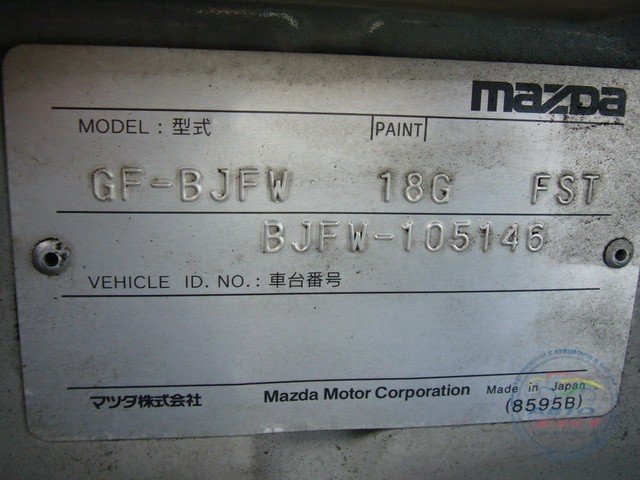 mazda
MODEL : 型式 PAINT
GF-BJFW 18G FST
BJFW-105146
VEHICLE ID. NO. : 車台番号
マツダ株式会社 Mazda Motor Corporation Made in Japan
(8595B)